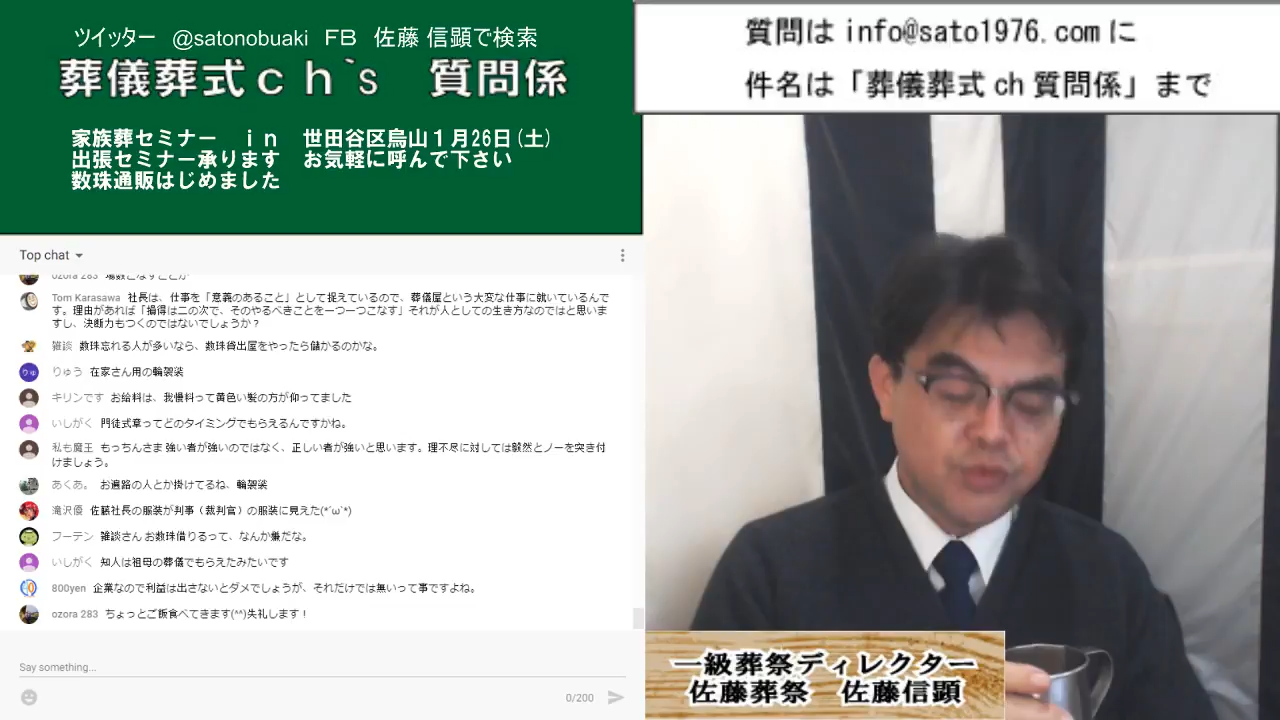 ツイッター　@satonobuaki　ＦＢ　佐藤 信顕で検索
葬儀葬式ｃｈ`ｓ　質問係
家族葬セミナー　ｉｎ　世田谷区烏山１月26日(土)
出張セミナー承ります　お気軽に呼んで下さい
数珠通販はじめました
質問は info@sato1976.com に
件名は「葬儀葬式 ch 質問係」まで
Top chat
ozora 283
Tom Karasawa 社長は、仕事を「意義のあること」として捉えているので、葬儀屋という大変な仕事に就いているんで
す。理由があれば「損得は二の次で、そのやるべきことを一つ一つこなす」それが人としての生き方なのではと思いま
すし、決断力もつくのではないでしょうか？
雑談 数珠忘れる人が多いなら、数珠貸出屋をやったら儲かるのかな。
りゅ りゅう 在家さん用の輪袈裟
キリンです お給料は、我慢料って黄色い髪の方が仰ってました
いしがく 門徒式章ってどのタイミングでもらえるんですかね。
私も魔王 もっちんさま 強い者が強いのではなく、正しい者が強いと思います。理不尽に対しては毅然とノーを突き付
けましょう。
あくあ。 お遍路の人とか掛けてるね、輪袈裟
滝沢優 佐藤社長の服装が判事（裁判官）の服装に見えた(*´ω`*)
フーテン 雑談さん お数珠借りるって、なんか嫌だな。
いしがく 知人は祖母の葬儀でもらえたみたいです
800yen 企業なので利益は出さないとダメでしょうが、それだけでは無いって事ですよね。
ozora 283 ちょっとご飯食べてきます(^^)失礼します！
Say something...
0/200
一級葬祭ディレクター
佐藤葬祭　佐藤信顕